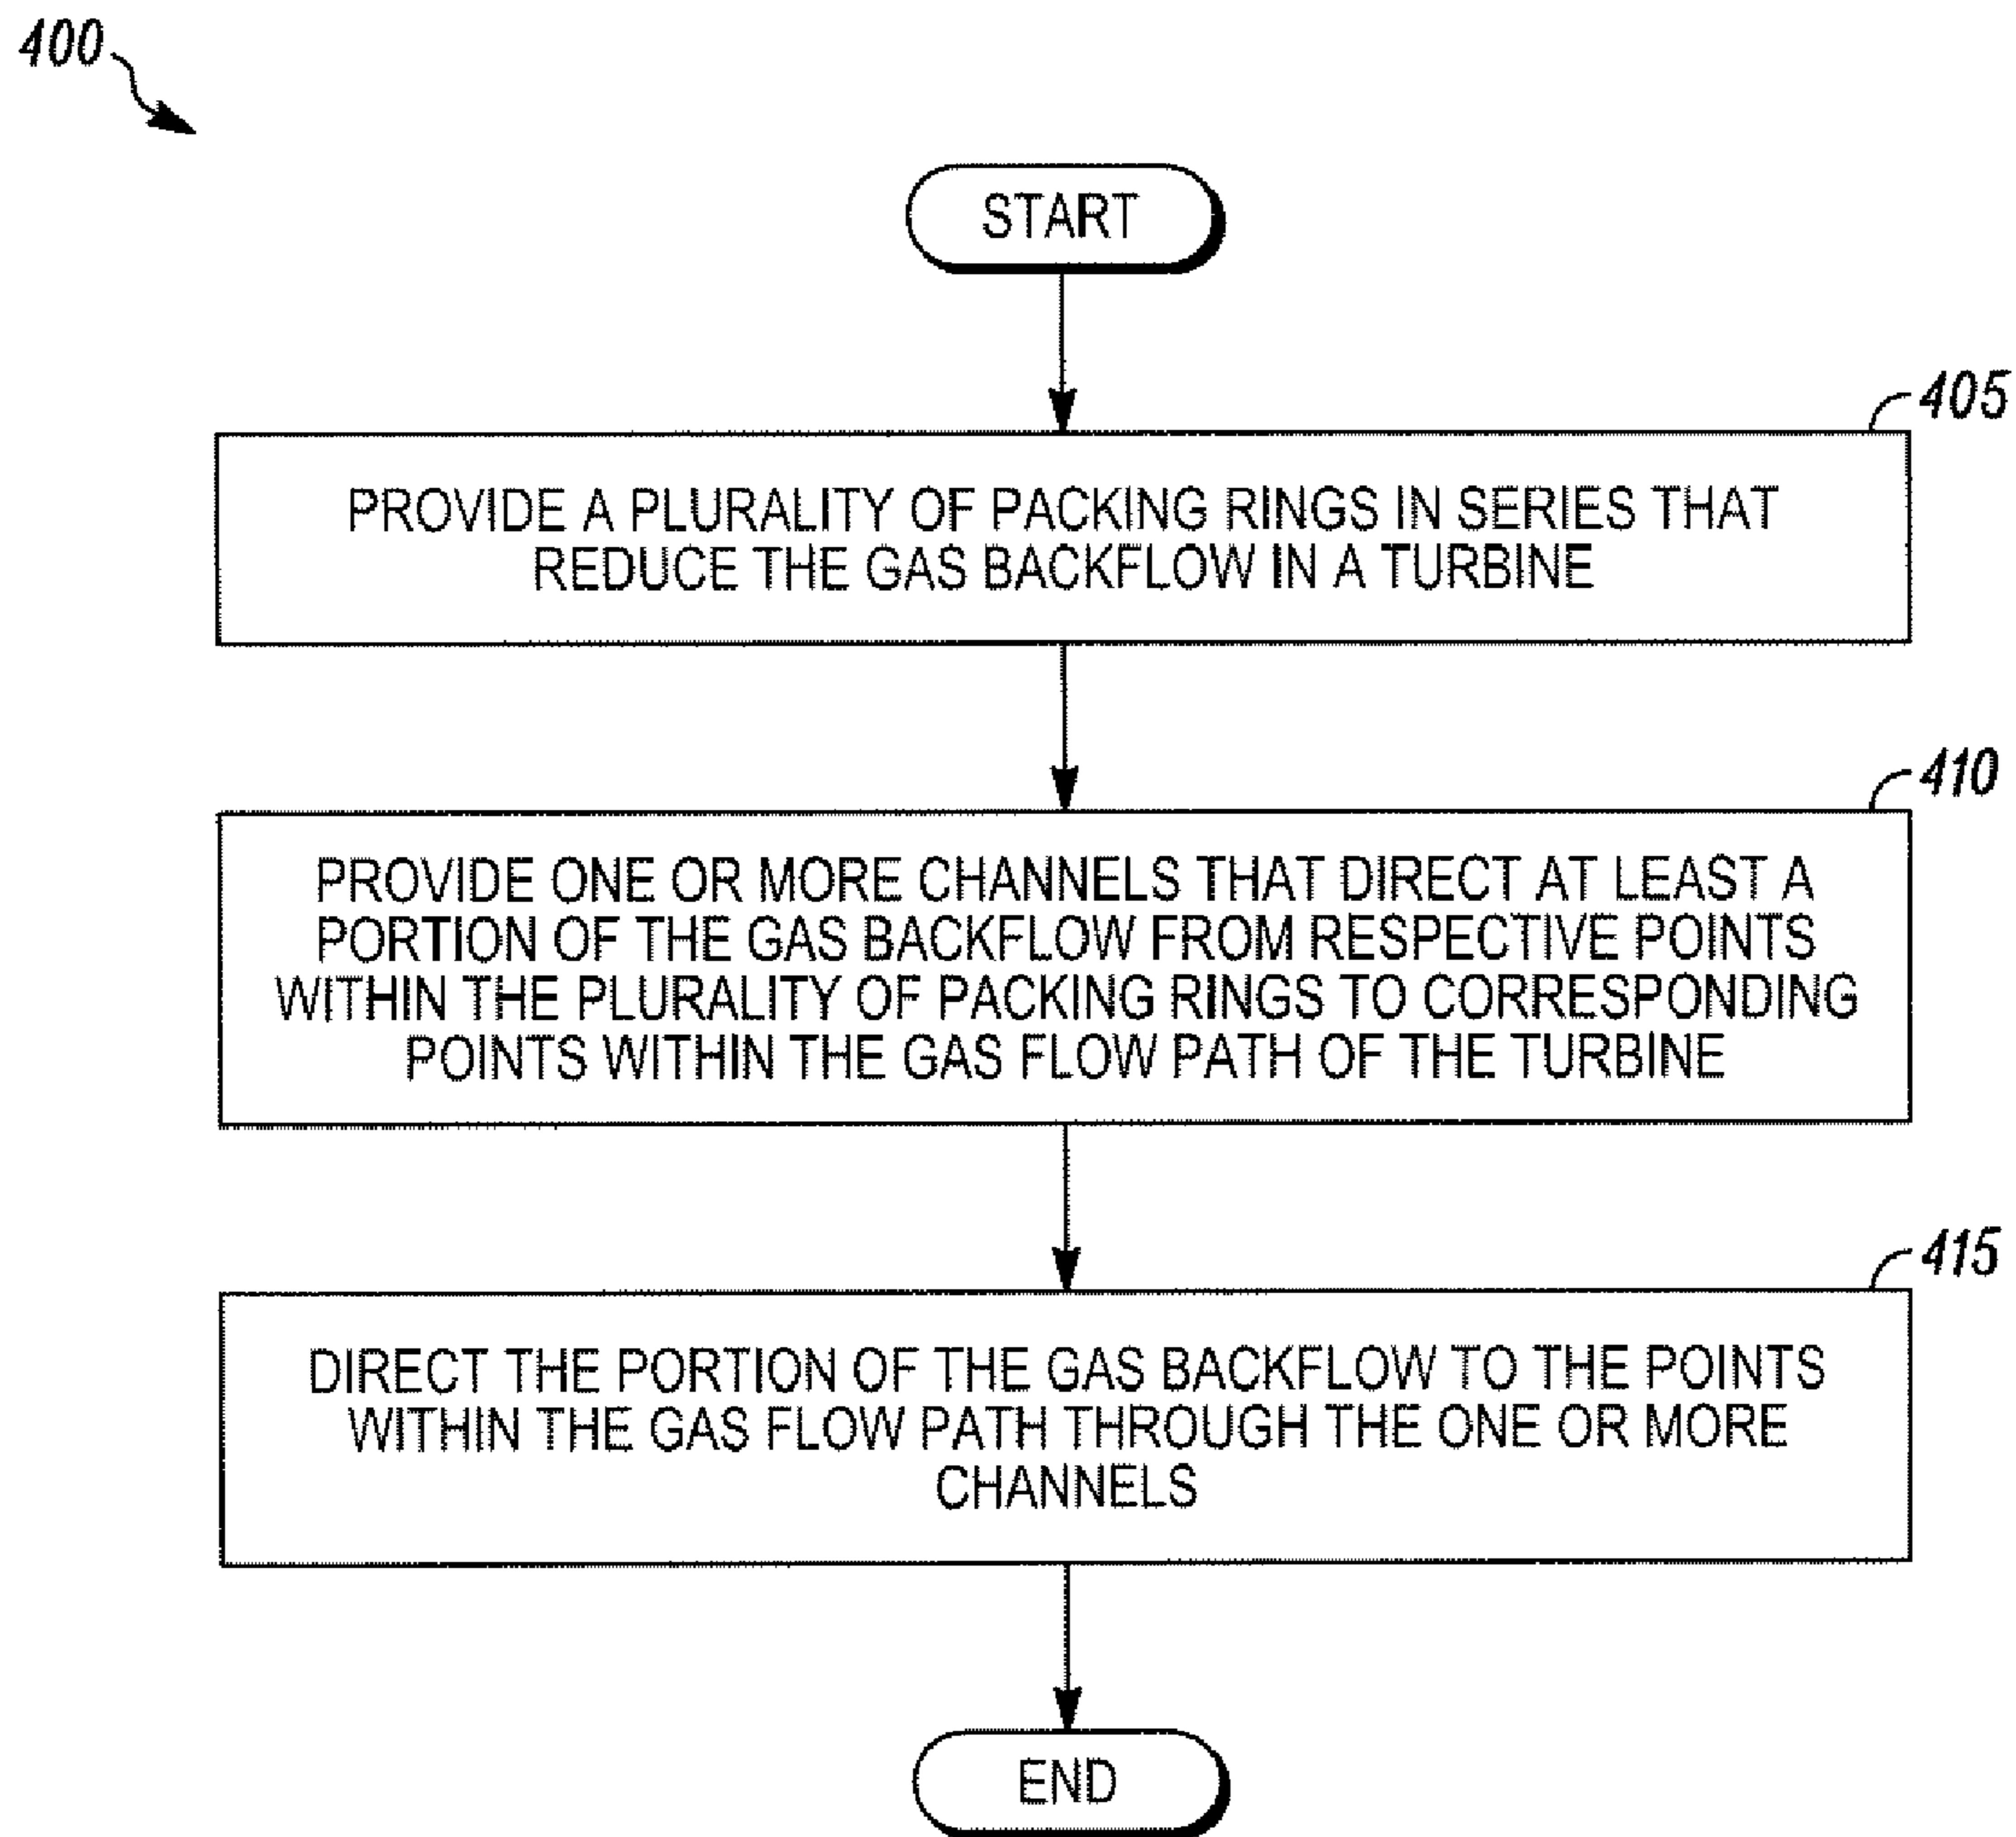 400
START
405
PROVIDE A PLURALITY OF PACKING RINGS IN SERIES THAT
REDUCE THE GAS BACKFLOW IN A TURBINE
410
PROVIDE ONE OR MORE CHANNELS THAT DIRECT AT LEAST A
PORTION OF THE GAS BACKFLOW FROM RESPECTIVE POINTS
WITHIN THE PLURALITY OF PACKING RINGS TO CORRESPONDING
POINTS WITHIN THE GAS FLOW PATH OF THE TURBINE
415
DIRECT THE PORTION OF THE GAS BACKFLOW TO THE POINTS
WITHIN THE GAS FLOW PATH THROUGH THE ONE OR MORE
CHANNELS
END